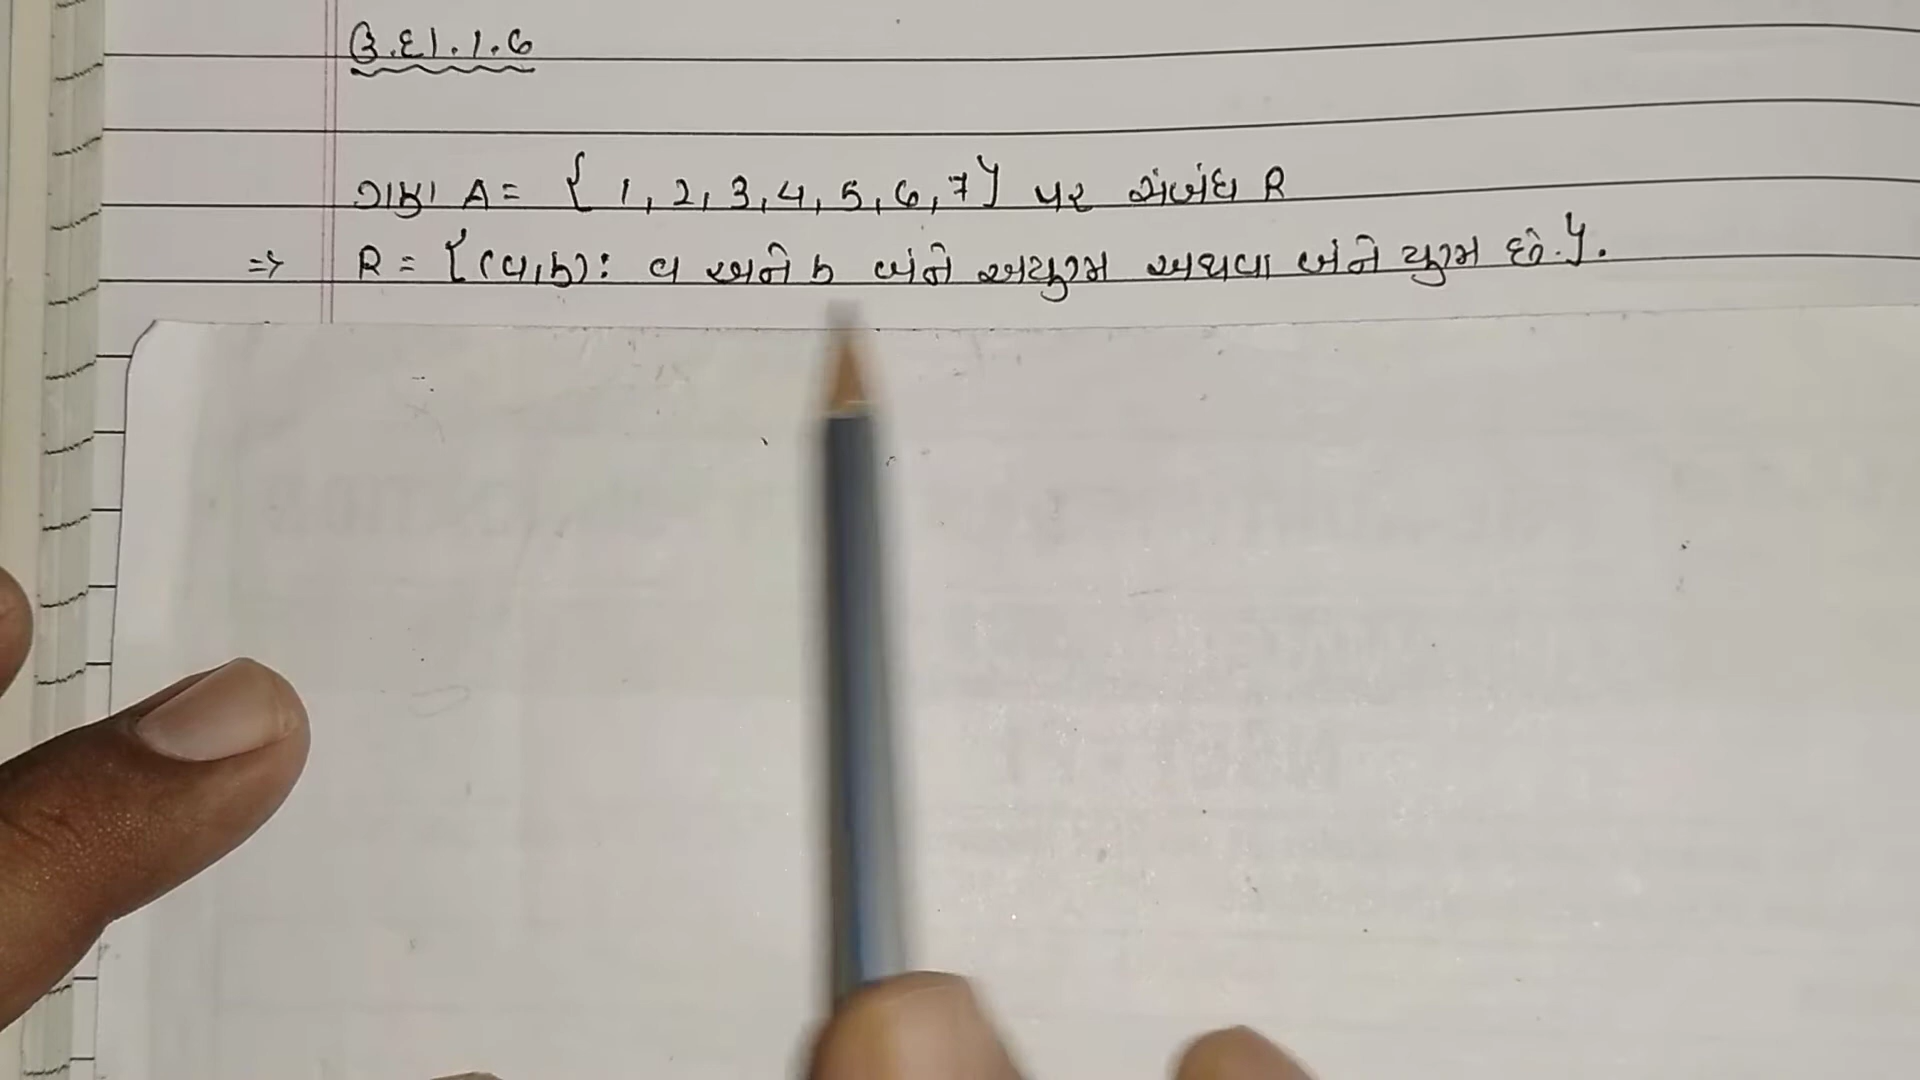 ઉ.દા.1.6
ગણ A = { 1, 2, 3, 4, 5, 6, 7} પર સંબંધ R
=> R = {(a,b): a અને b બંને અયુગ્મ અથવા બંને યુગ્મ છે.}.